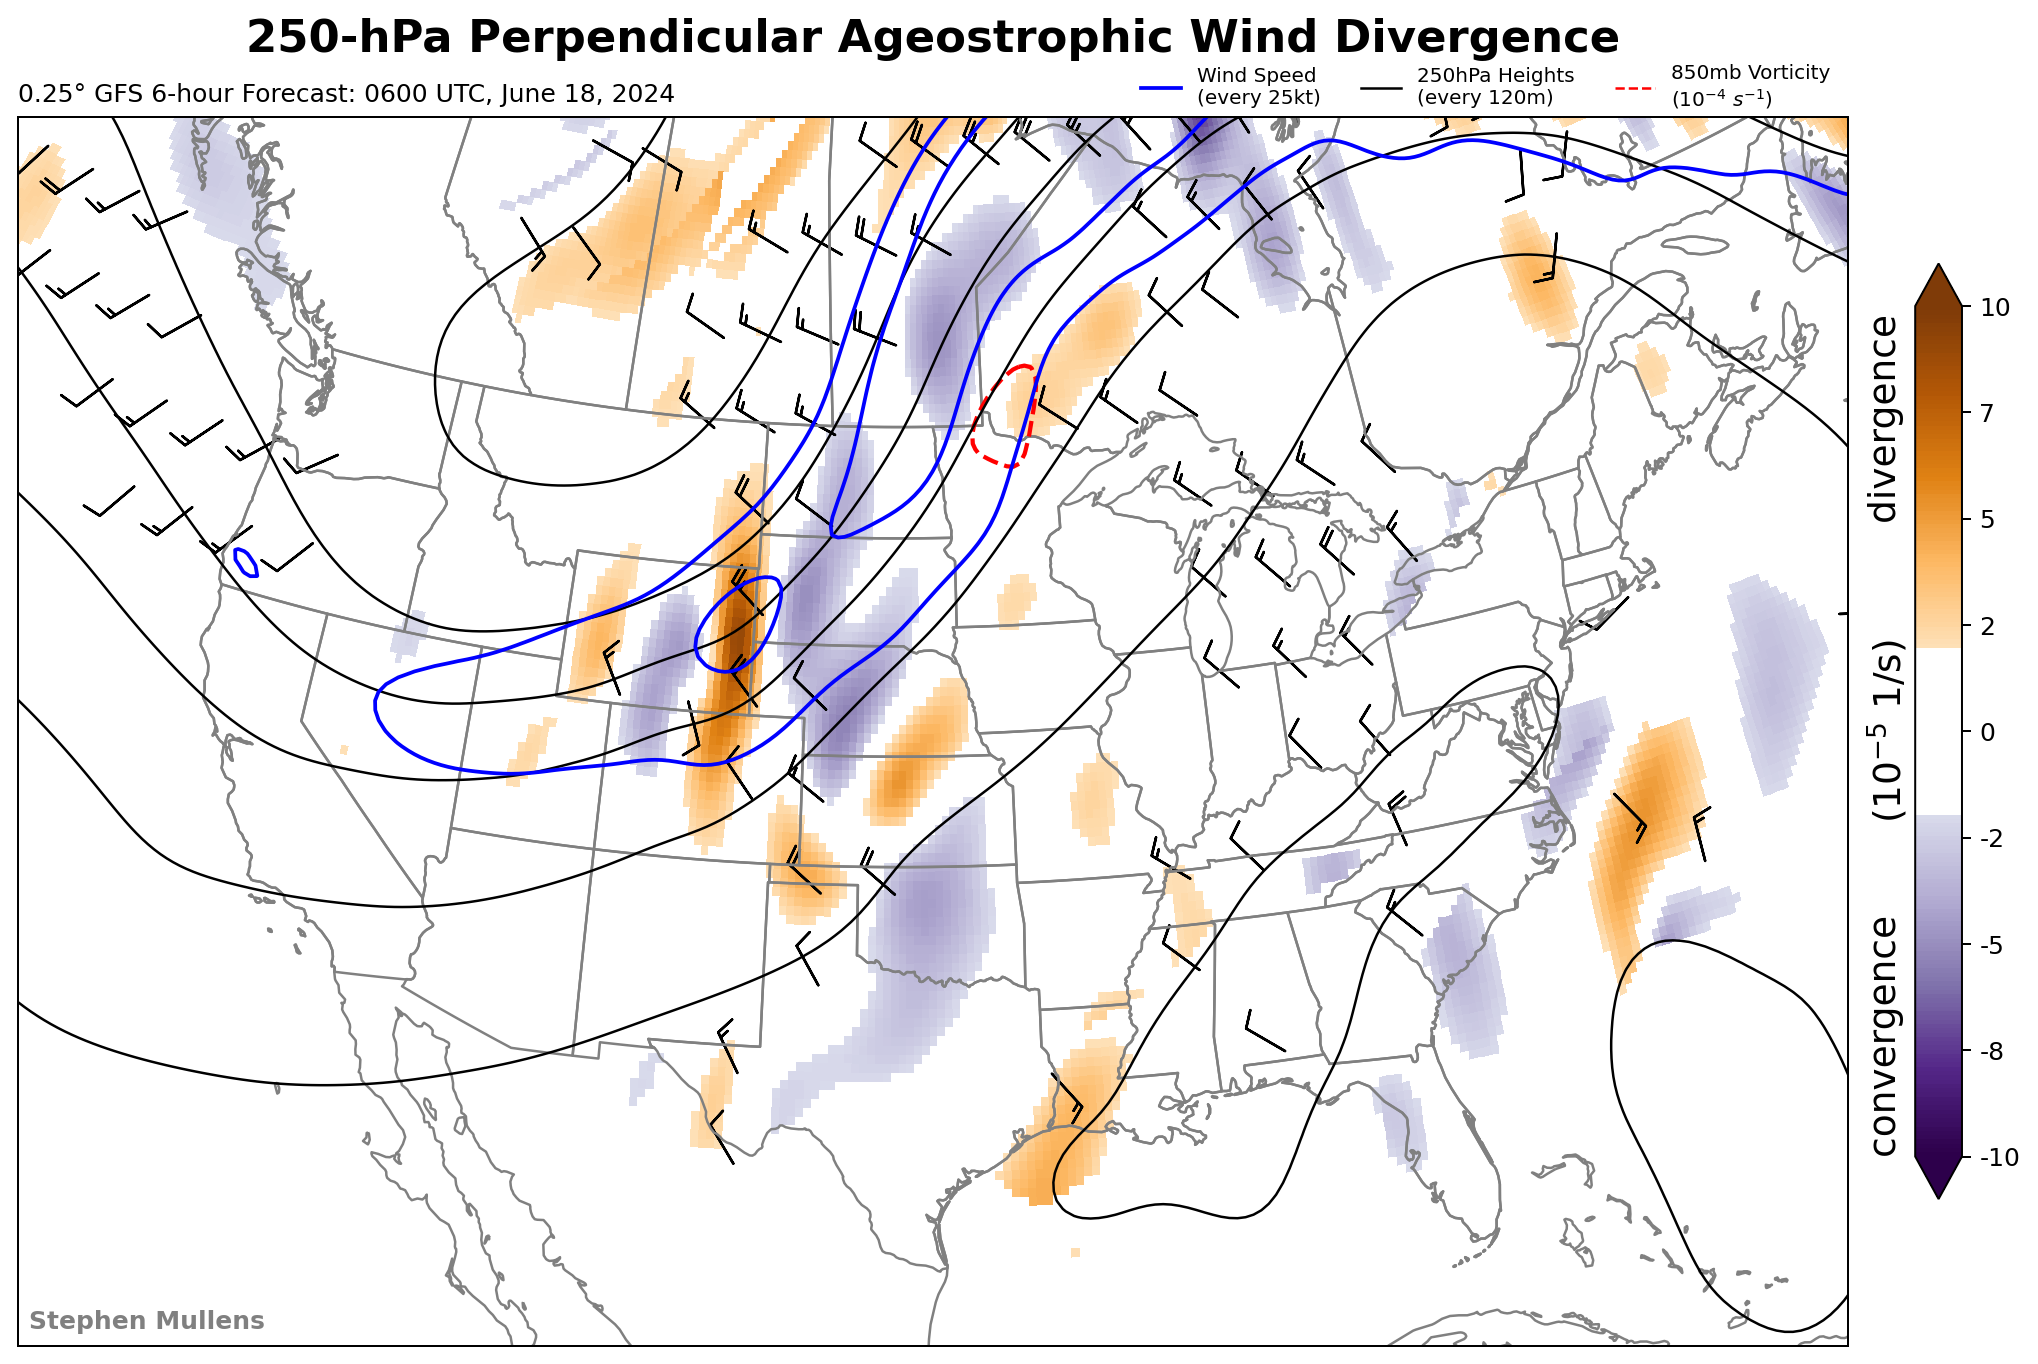 250-hPa Perpendicular Ageostrophic Wind Divergence
0.25° GFS 6-hour Forecast: 0600 UTC, June 18, 2024
Wind Speed
(every 25kt)
250hPa Heights
(every 120m)
850mb Vorticity
(10⁻⁴ s⁻¹)
10
7
5
2
0
-2
-5
-8
-10
convergence (10⁻⁵ 1/s) divergence
Stephen Mullens